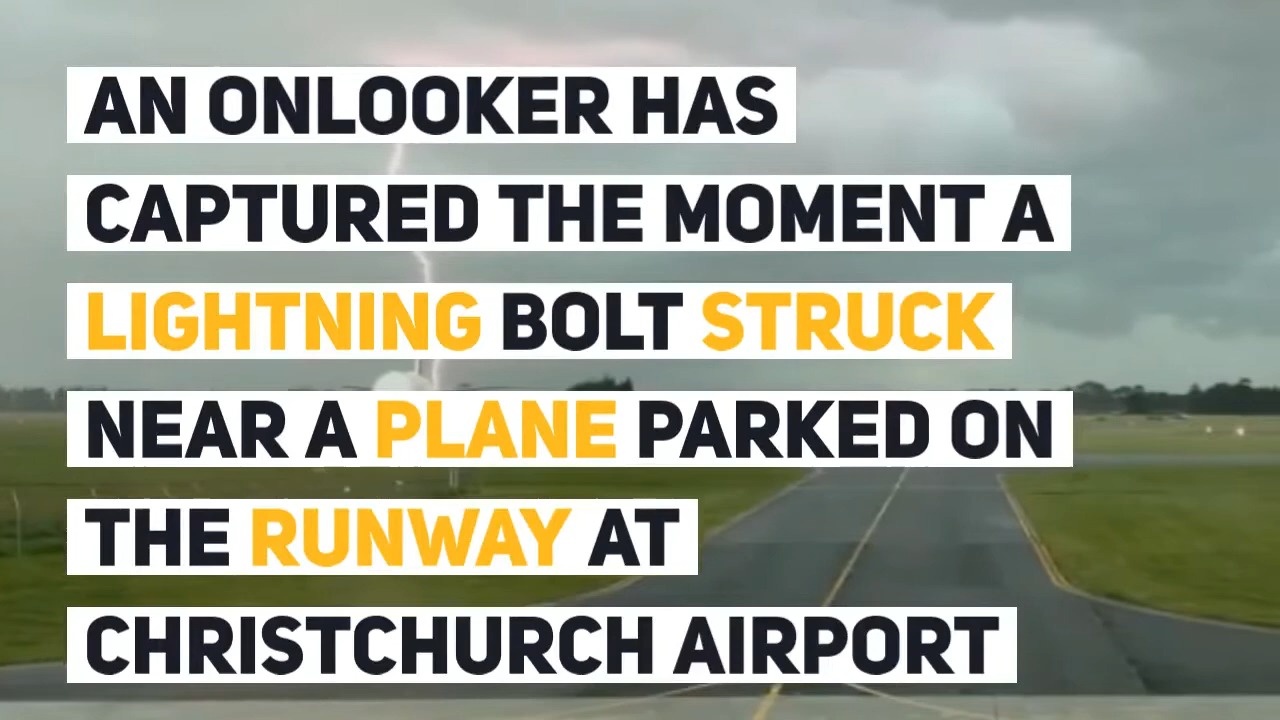 AN ONLOOKER HAS
CAPTURED THE MOMENT A
LIGHTNING BOLT STRUCK
NEAR A PLANE PARKED ON
THE RUNWAY AT
CHRISTCHURCH AIRPORT